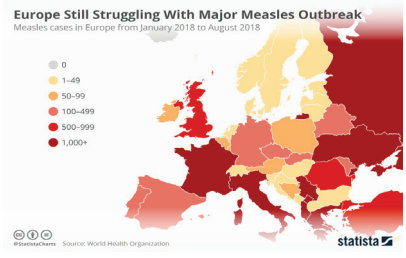 Europe Still Struggling With Major Measles Outbreak
Measles cases in Europe from January 2018 to August 2018
0
1–49
50–99
100–499
500–999
1,000+
@StatistaCharts Source: World Health Organization
statista